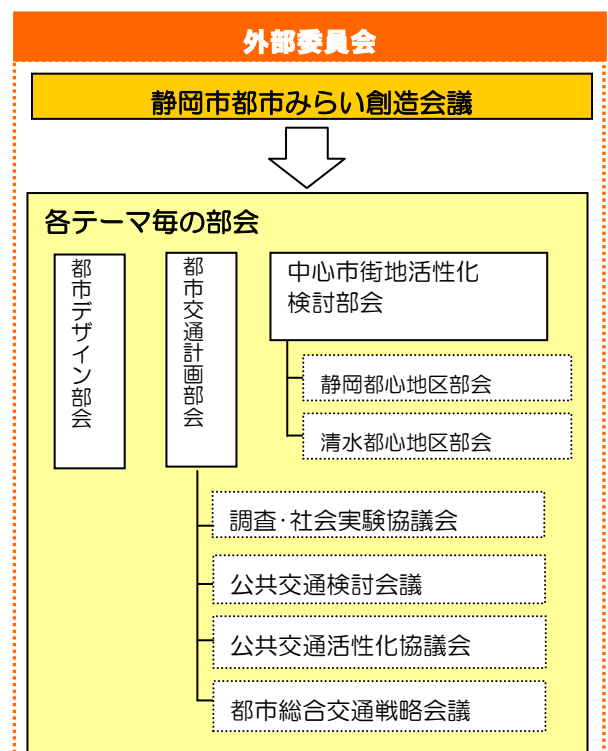 外部委員会
静岡市都市みらい創造会議
各テーマ毎の部会
都市デザイン部会
都市交通計画部会
中心市街地活性化
検討部会
静岡都心地区部会
清水都心地区部会
調査･社会実験協議会
公共交通検討会議
公共交通活性化協議会
都市総合交通戦略会議